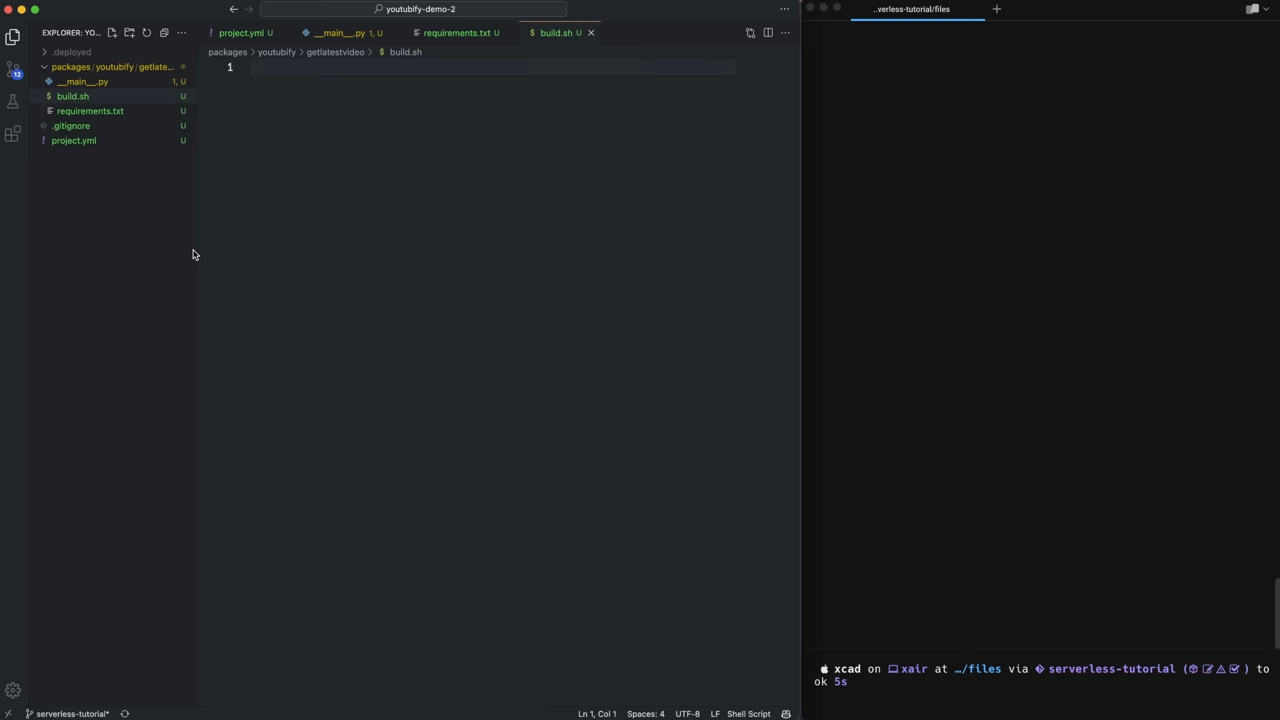 youtubify-demo-2
..verless-tutorial/files
EXPLORER: YO...
project.yml U
__main__.py 1, U
requirements.txt U
build.sh U
.deployed
packages > youtubify > getlatestvideo > $ build.sh
packages / youtubify / getlate...
1
__main__.py 1, U
$ build.sh U
requirements.txt U
.gitignore U
! project.yml U
12
xcad on xair at …/files via serverless-tutorial ( ) to
ok 5s
serverless-tutorial*
Ln 1, Col 1
Spaces: 4
UTF-8
LF
Shell Script